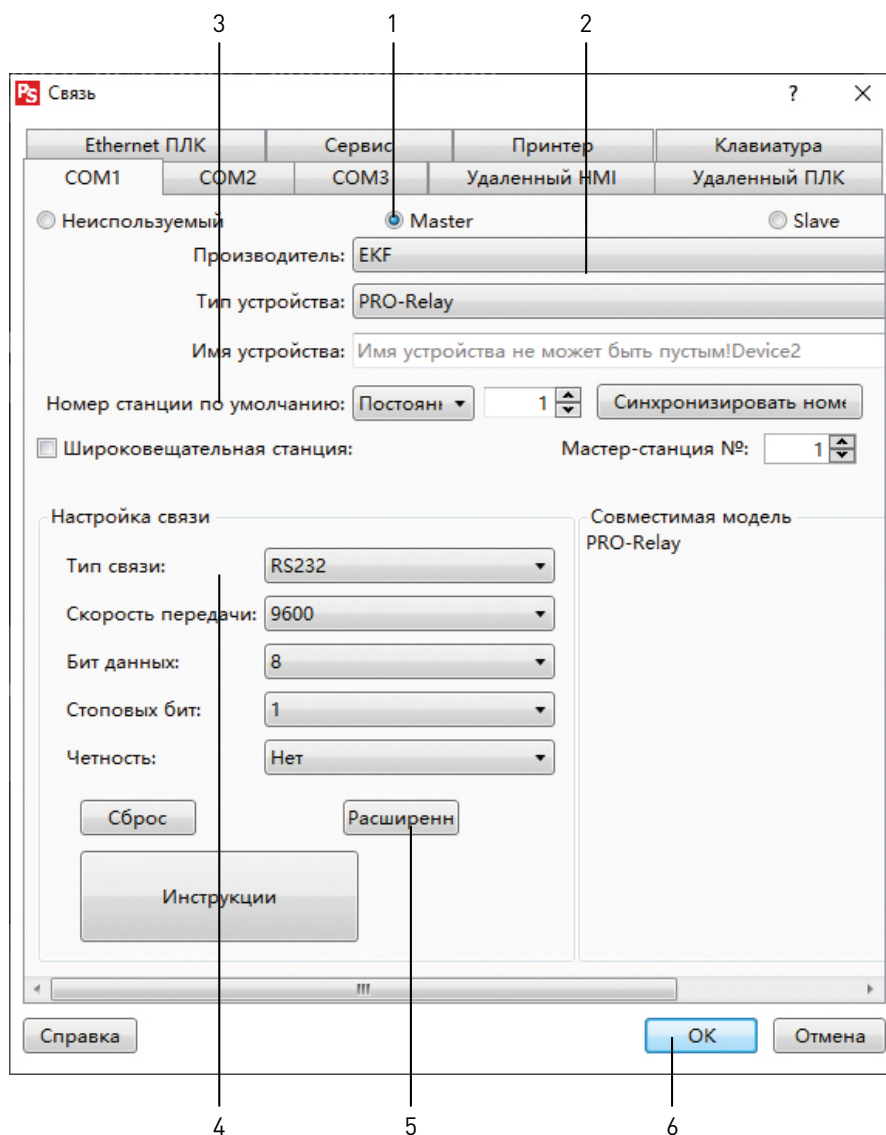 3 1 2
PS Связь ? ×
Ethernet ПЛК Сервис Принтер Клавиатура
COM1 COM2 COM3 Удаленный HMI Удаленный ПЛК
Неиспользуемый Master Slave
Производитель: EKF
Тип устройства: PRO-Relay
Имя устройства: Имя устройства не может быть пустым!Device2
Номер станции по умолчанию: Постоянн 1 Синхронизировать номе
Широковещательная станция: Мастер-станция №: 1
Настройка связи Совместимая модель
PRO-Relay
Тип связи: RS232
Скорость передачи: 9600
Бит данных: 8
Стоповых бит: 1
Четность: Нет
Сброс Расширенн
Инструкции
Справка OK Отмена
4 5 6